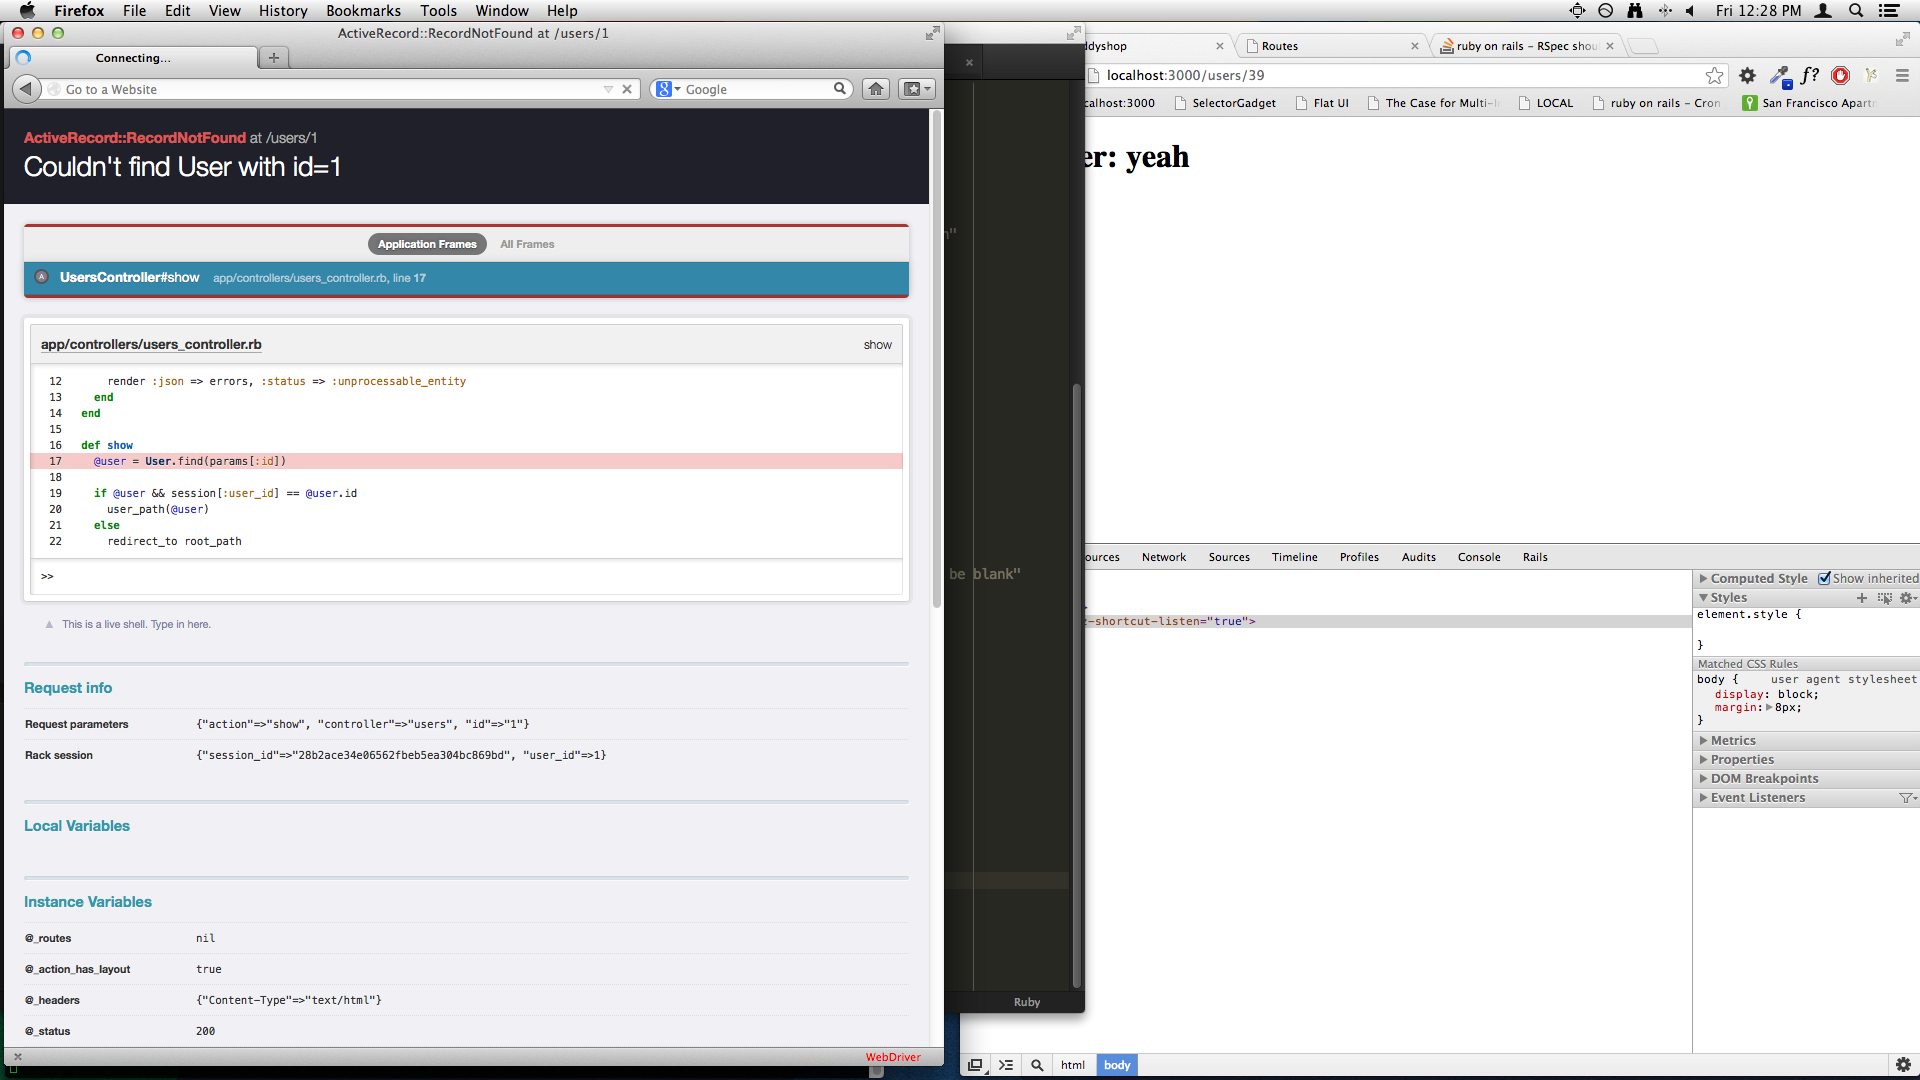 Firefox File Edit View History Bookmarks Tools Window Help
Fri 12:28 PM
ActiveRecord::RecordNotFound at /users/1
Connecting...
Go to a Website
Google
ActiveRecord::RecordNotFound at /users/1
Couldn't find User with id=1
Application Frames All Frames
UsersController#show app/controllers/users_controller.rb, line 17
app/controllers/users_controller.rb show
12 render :json => errors, :status => :unprocessable_entity
13 end
14 end
15
16 def show
17 @user = User.find(params[:id])
18
19 if @user && session[:user_id] == @user.id
20 user_path(@user)
21 else
22 redirect_to root_path
>>
This is a live shell. Type in here.
Request info
Request parameters {"action"=>"show", "controller"=>"users", "id"=>"1"}
Rack session {"session_id"=>"28b2ace34e06562fbeb5ea304bc869bd", "user_id"=>1}
Local Variables
Instance Variables
@_routes nil
@_action_has_layout true
@_headers {"Content-Type"=>"text/html"}
@_status 200
WebDriver
n"
be blank"
Ruby
ddyshop
Routes
ruby on rails - RSpec shou
localhost:3000/users/39
f?
calhost:3000 SelectorGadget Flat UI The Case for Multi- LOCAL ruby on rails - Cron San Francisco Apart
er: yeah
ources Network Sources Timeline Profiles Audits Console Rails
-shortcut-listen="true">
Computed Style Show inherited
Styles
element.style {
}
Matched CSS Rules
body { user agent stylesheet
display: block;
margin: 8px;
}
Metrics
Properties
DOM Breakpoints
Event Listeners
html body